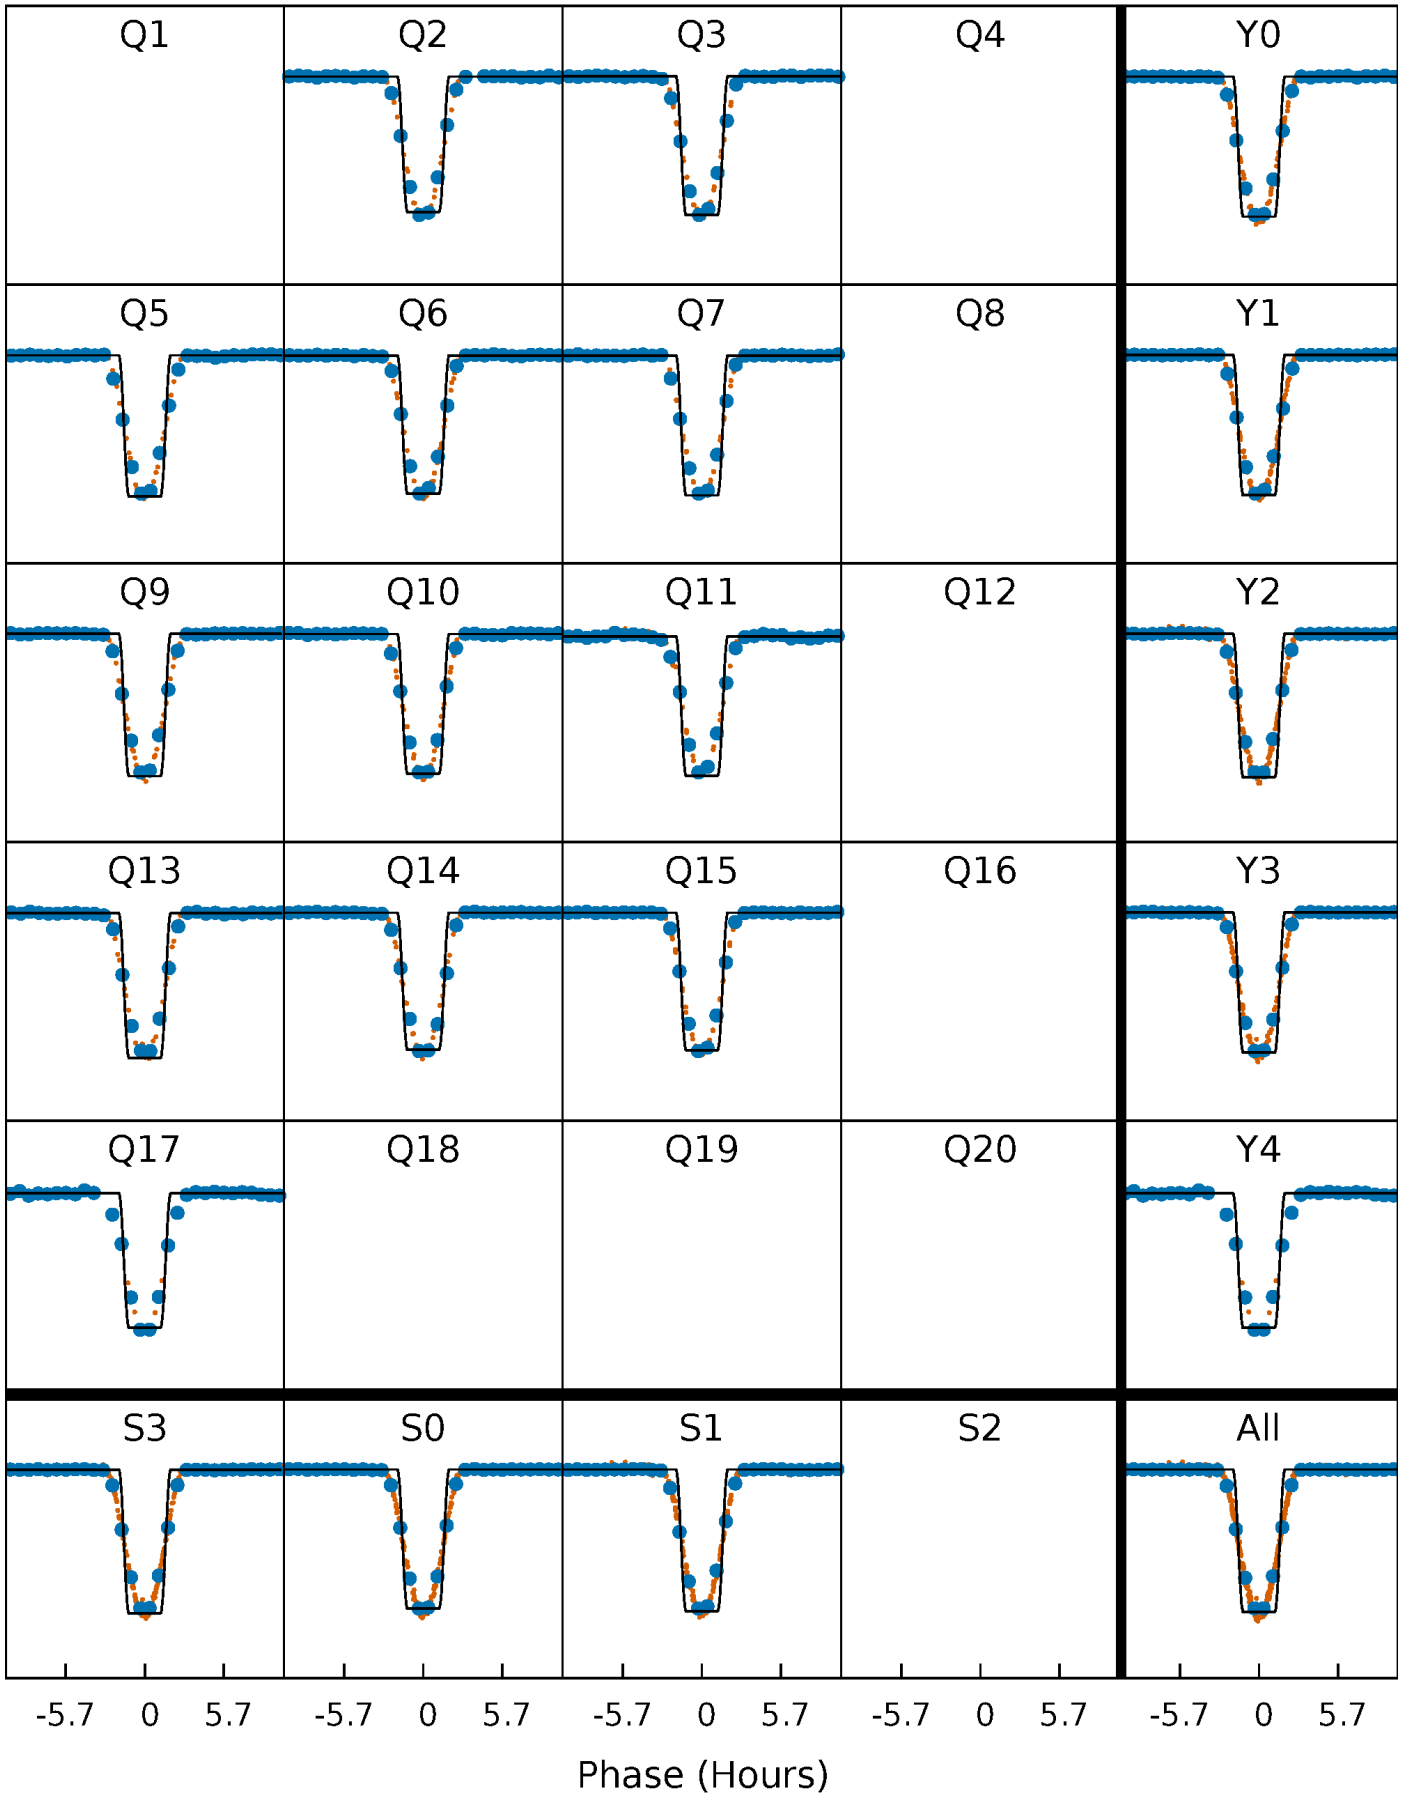 Q1 Q2 Q3 Q4 Y0
Q5 Q6 Q7 Q8 Y1
Q9 Q10 Q11 Q12 Y2
Q13 Q14 Q15 Q16 Y3
Q17 Q18 Q19 Q20 Y4
S3 S0 S1 S2 All
-5.7 0 5.7 -5.7 0 5.7 -5.7 0 5.7 -5.7 0 5.7 -5.7 0 5.7
Phase (Hours)